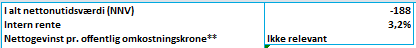 I alt nettonutidsværdi (NNV) -188
Intern rente 3,2%
Nettogevinst pr. offentlig omkostningskrone** Ikke relevant